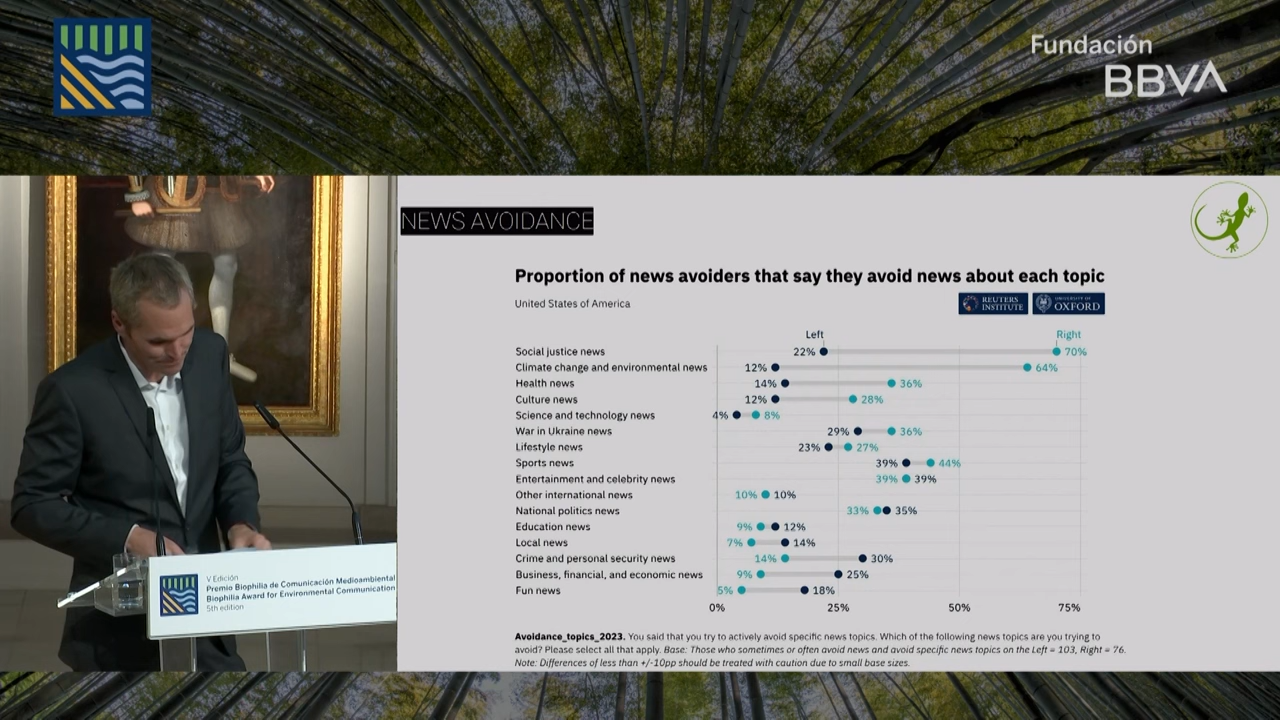 Fundación
BBVA
NEWS AVOIDANCE
Proportion of news avoiders that say they avoid news about each topic
United States of America
REUTERS INSTITUTE
UNIVERSITY OF OXFORD
Left Right
Social justice news 22% 70%
Climate change and environmental news 12% 64%
Health news 14% 36%
Culture news 12% 28%
Science and technology news 4% 8%
War in Ukraine news 29% 36%
Lifestyle news 23% 27%
Sports news 39% 44%
Entertainment and celebrity news 39% 39%
Other international news 10% 10%
National politics news 33% 35%
Education news 9% 12%
Local news 7% 14%
Crime and personal security news 14% 30%
Business, financial, and economic news 9% 25%
Fun news 5% 18%
0% 25% 50% 75%
Avoidance_topics_2023. You said that you try to actively avoid specific news topics. Which of the following news topics are you trying to
avoid? Please select all that apply. Base: Those who sometimes or often avoid news and avoid specific news topics on the Left = 103, Right = 76.
Note: Differences of less than +/-10pp should be treated with caution due to small base sizes.
V Edición
Premio Biophilia de Comunicación Medioambiental
Biophilia Award for Environmental Communication
5th edition